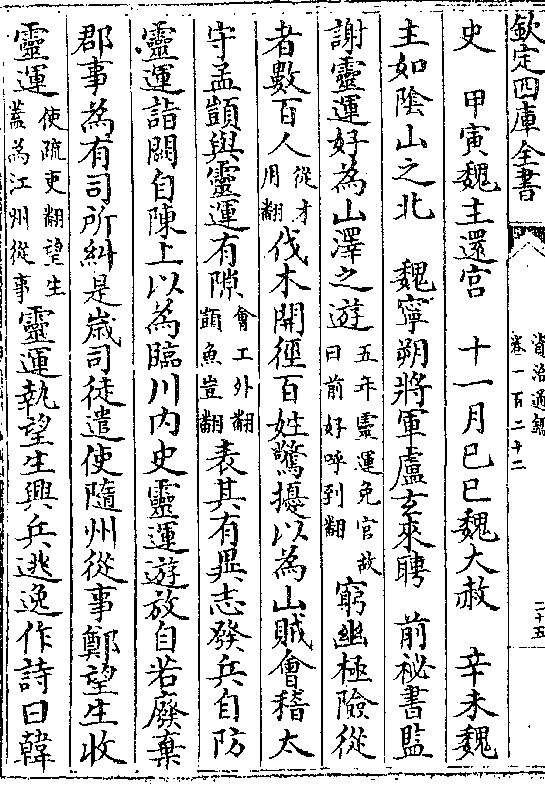 欽定四庫全書
資治通鑑
卷一百二十二
二十五
史 甲寅魏主還宮 十一月己巳魏大赦 辛未魏
主如陰山之北 魏寧朔將軍盧玄來聘 前祕書監
謝靈運好為山澤之遊五年靈運免官故曰前好呼到翻窮幽極險從
者數百人從才用翻伐木開徑百姓驚擾以為山賊會稽太
守孟顗與靈運有隙會工外翻顗魚豈翻表其有異志發兵自防
靈運詣闕自陳上以為臨川內史靈運遊放自若廢棄
郡事為有司所糾是歲司徒遣使隨州從事鄭望生收
靈運使疏吏翻望生蓋為江州從事靈運執望生興兵逃逸作詩曰韓